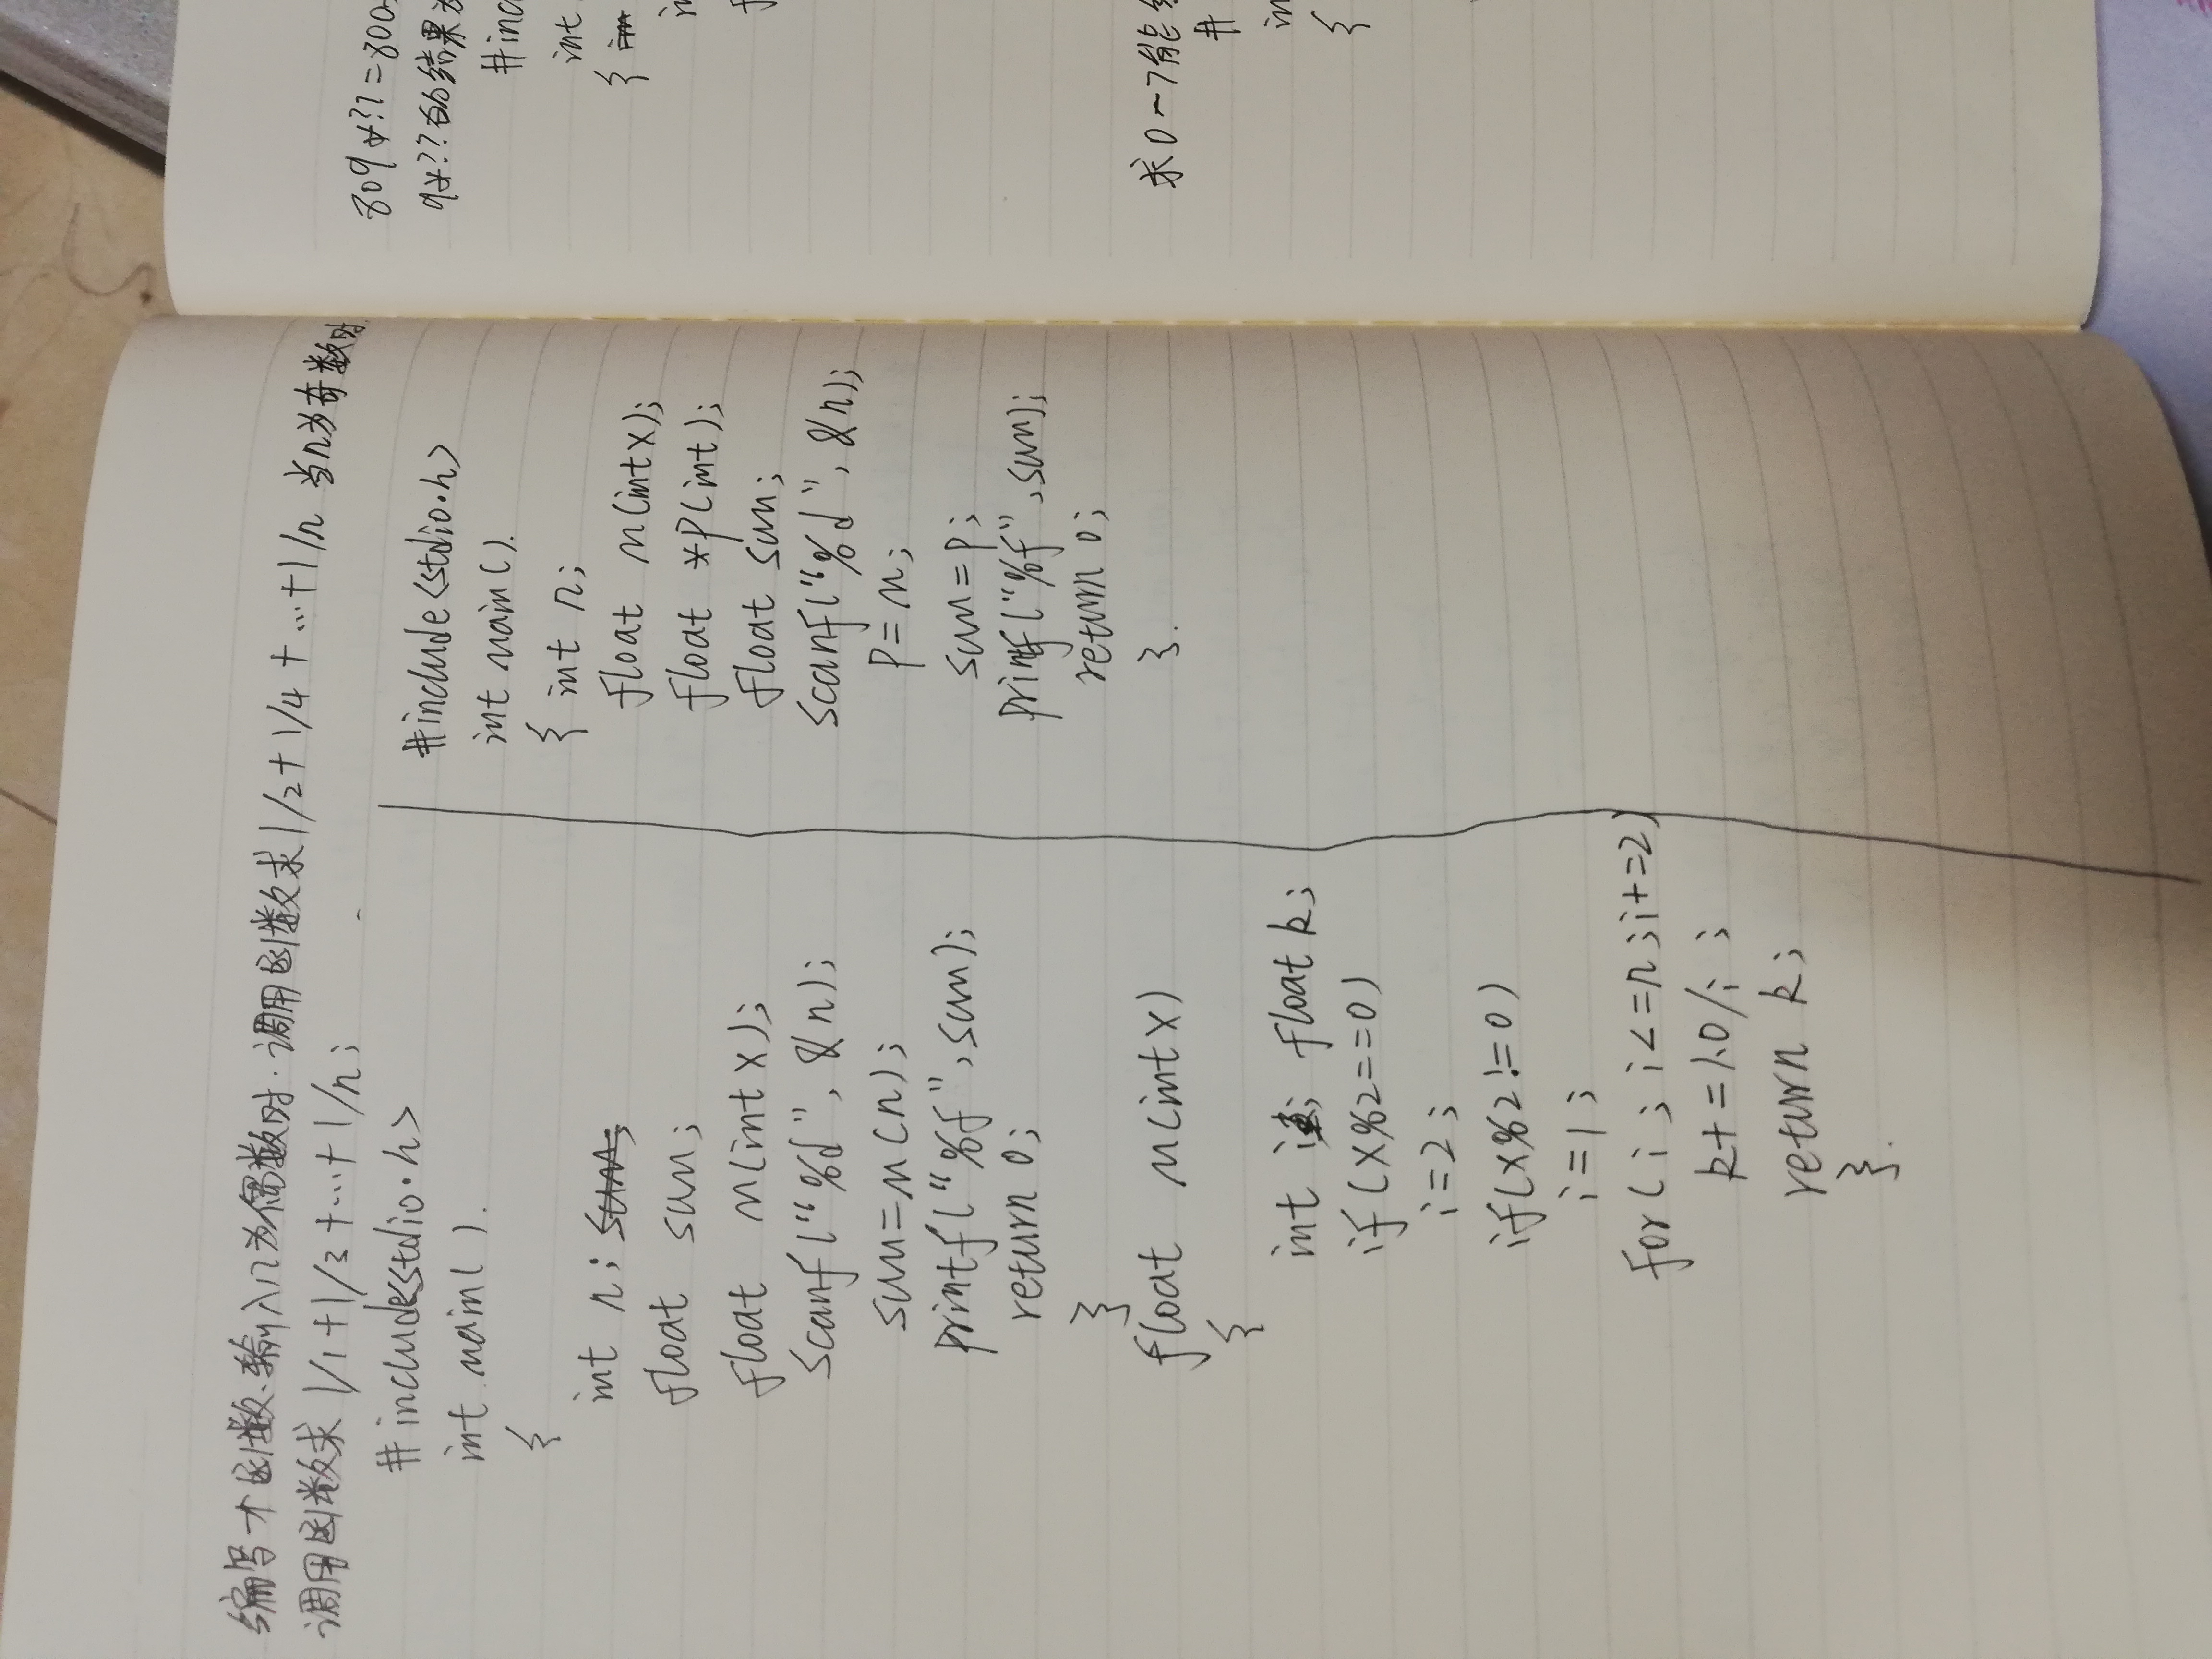 编写一个函数,输入n为偶数时.调用函数求1/2+1/4+…+1/n 当n为奇数时
调用函数求 1/1+1/3+…+1/n;
#include<stdio.h>
int main().
{
int n;
float sum;
float m(int x);
scanf("%d",&n);
sum=m(n);
printf("%f",sum);
return 0;
}
float m(int x)
{
int i; float k;
if(x%2==0)
i=2;
if(x%2!=0)
i=1;
for(i;i<=n;i+=2)
k+=1.0/i;
return k;
}.
#include<stdio.h>
int main().
{ int n;
float m(int x);
float *P(int);
float sum;
scanf("%d",&n);
P=m;
sum=P;
printf("%f",sum);
return 0;
}.
809*??=800
9*??的结果
#inc
int
{
in
f
求0~7能
#
in
{